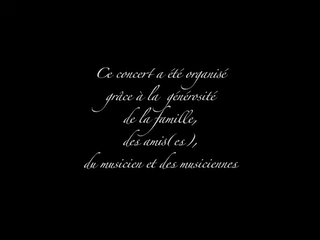 Ce concert a été organisé
grâce à la générosité
de la famille,
des amis(es),
du musicien et des musiciennes